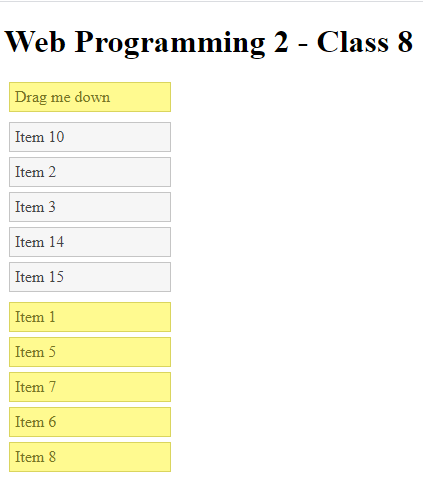 Web Programming 2 - Class 8
Drag me down
Item 10
Item 2
Item 3
Item 14
Item 15
Item 1
Item 5
Item 7
Item 6
Item 8